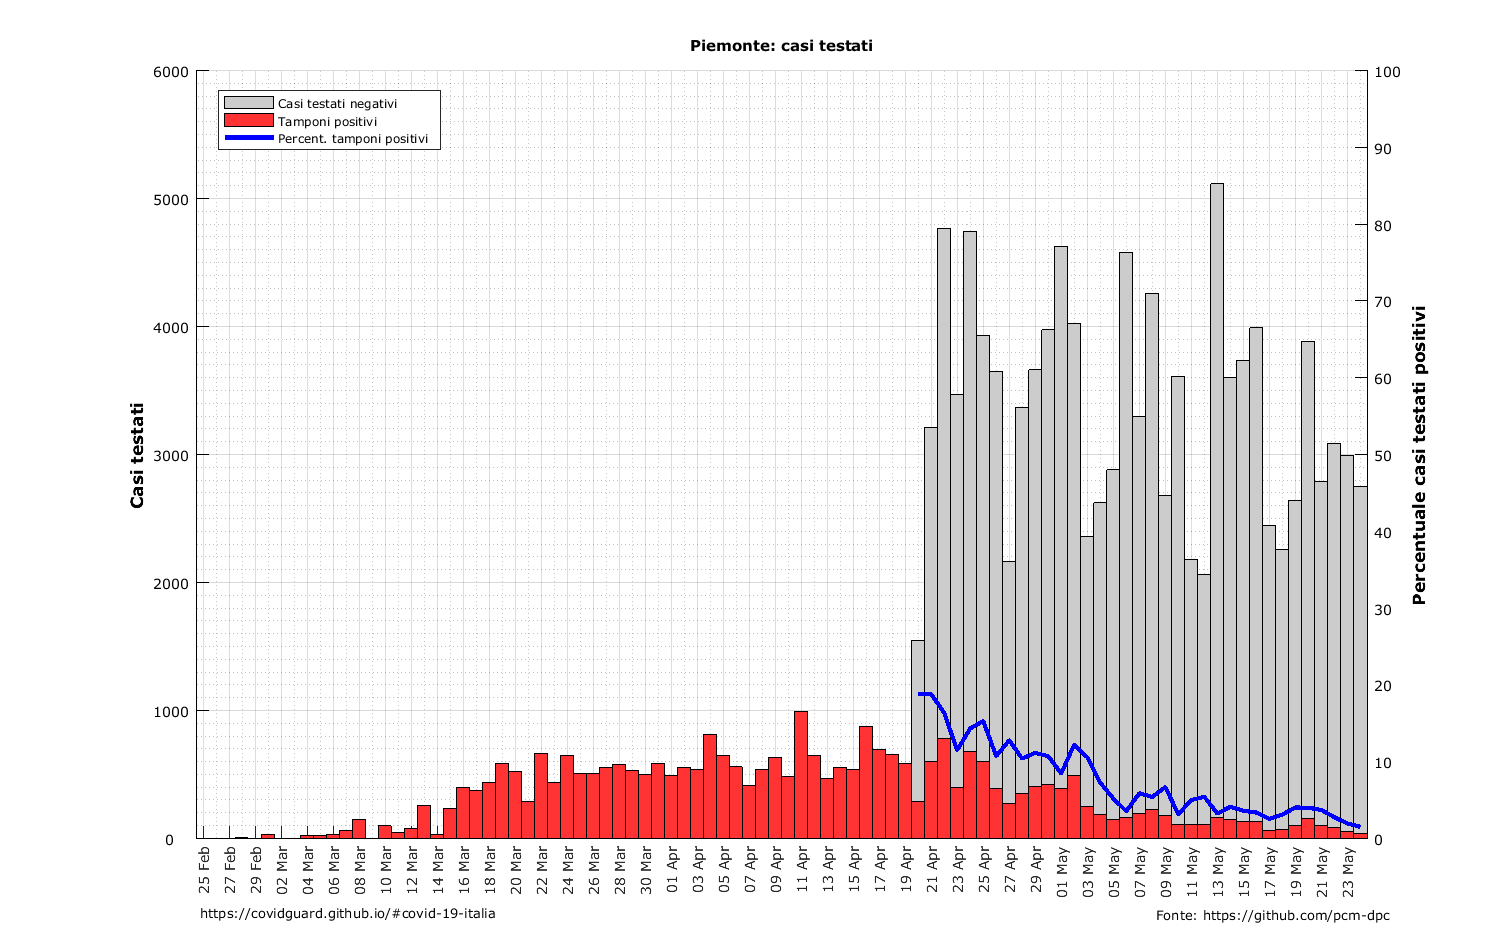 Piemonte: casi testati
Casi testati negativi
Tamponi positivi
Percent. tamponi positivi
Casi testati
6000
5000
4000
3000
2000
1000
0
100
90
80
70
60
50
40
30
20
10
0
Percentuale casi testati positivi
25 Feb
27 Feb
29 Feb
02 Mar
04 Mar
06 Mar
08 Mar
10 Mar
12 Mar
14 Mar
16 Mar
18 Mar
20 Mar
22 Mar
24 Mar
26 Mar
28 Mar
30 Mar
01 Apr
03 Apr
05 Apr
07 Apr
09 Apr
11 Apr
13 Apr
15 Apr
17 Apr
19 Apr
21 Apr
23 Apr
25 Apr
27 Apr
29 Apr
01 May
03 May
05 May
07 May
09 May
11 May
13 May
15 May
17 May
19 May
21 May
23 May
https://covidguard.github.io/#covid-19-italia
Fonte: https://github.com/pcm-dpc